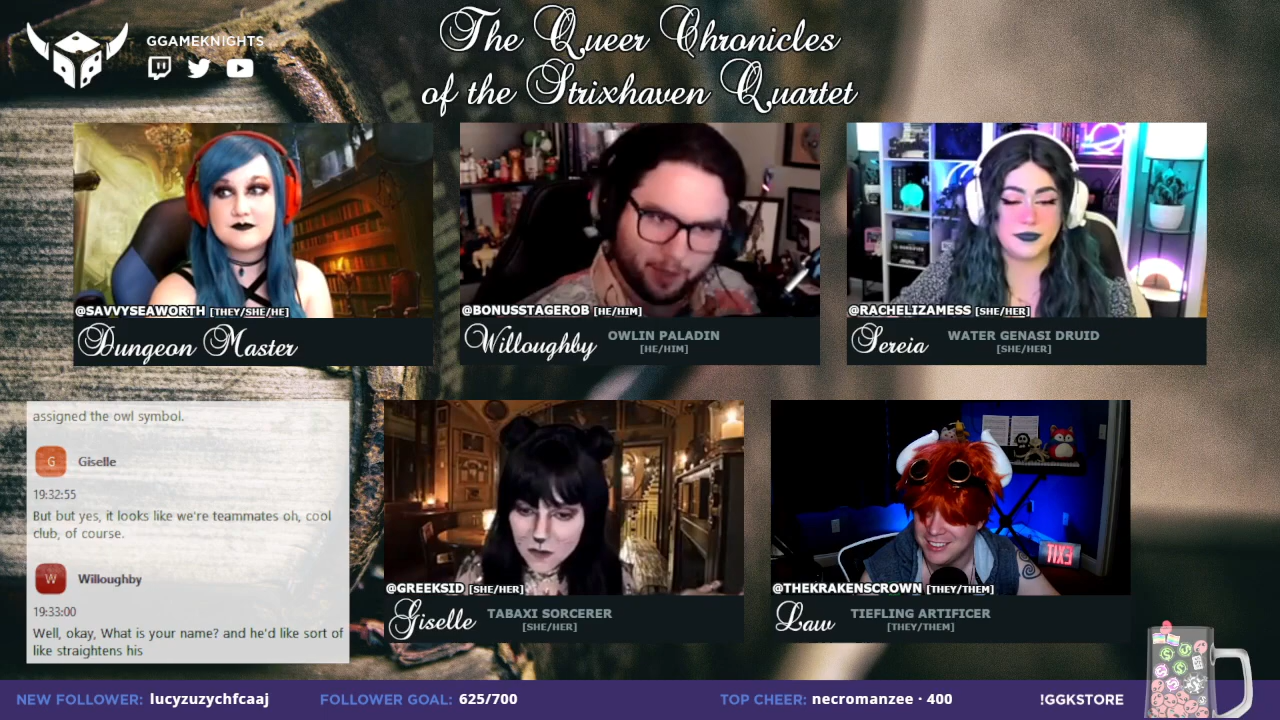 GGAMEKNIGHTS
The Queer Chronicles
of the Strixhaven Quartet
@SAVVYSEAWORTH [THEY/SHE/HE]
Dungeon Master
@BONUSSTAGEROB [HE/HIM]
Willoughby
OWLIN PALADIN
[HE/HIM]
@RACHELIZAMESS [SHE/HER]
Sereia
WATER GENASI DRUID
[SHE/HER]
assigned the owl symbol.
G
Giselle
19:32:55
But but yes, it looks like we're teammates oh, cool
club, of course.
W
Willoughby
19:33:00
Well, okay, What is your name? and he'd like sort of
like straightens his
@GREEKSID [SHE/HER]
Giselle
TABAXI SORCERER
[SHE/HER]
EXIT
@THEKRAKENSCROWN [THEY/THEM]
Law
TIEFLING ARTIFICER
[THEY/THEM]
NEW FOLLOWER: lucyzuzychfcaaj
FOLLOWER GOAL: 625/700
TOP CHEER: necromanzee · 400
!GGKSTORE